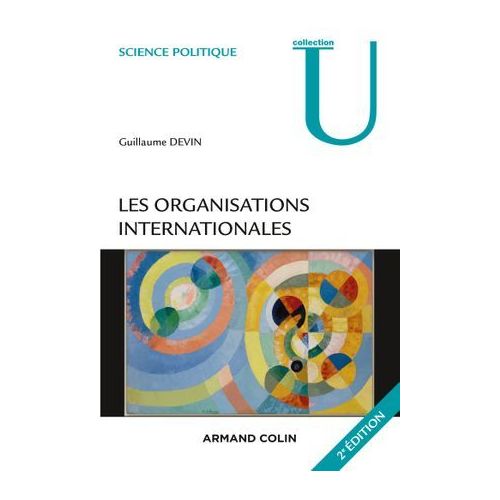 collection
U
SCIENCE POLITIQUE
Guillaume DEVIN
LES ORGANISATIONS
INTERNATIONALES
2e ÉDITION
ARMAND COLIN